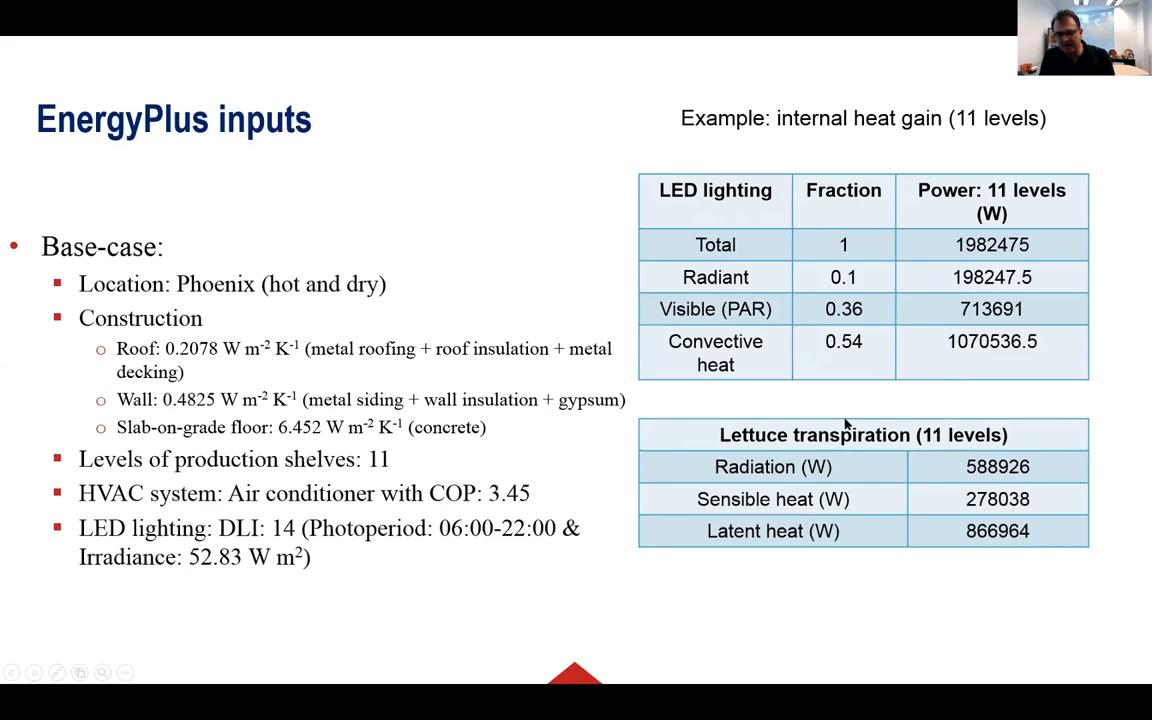 EnergyPlus inputs
• Base-case:
▪ Location: Phoenix (hot and dry)
▪ Construction
o Roof: 0.2078 W m-2 K-1 (metal roofing + roof insulation + metal
decking)
o Wall: 0.4825 W m-2 K-1 (metal siding + wall insulation + gypsum)
o Slab-on-grade floor: 6.452 W m-2 K-1 (concrete)
▪ Levels of production shelves: 11
▪ HVAC system: Air conditioner with COP: 3.45
▪ LED lighting: DLI: 14 (Photoperiod: 06:00-22:00 &
Irradiance: 52.83 W m2)
Example: internal heat gain (11 levels)
LED lighting Fraction Power: 11 levels
(W)
Total 1 1982475
Radiant 0.1 198247.5
Visible (PAR) 0.36 713691
Convective 0.54 1070536.5
heat
Lettuce transpiration (11 levels)
Radiation (W) 588926
Sensible heat (W) 278038
Latent heat (W) 866964